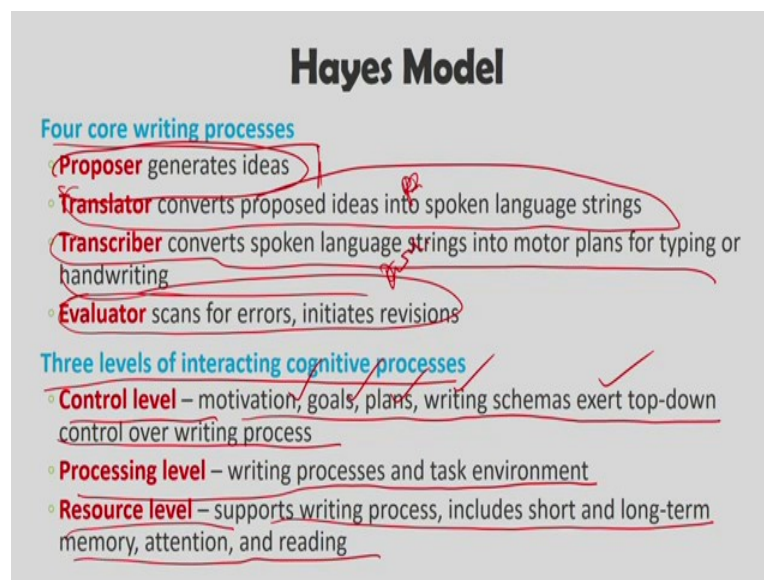 Hayes Model
Four core writing processes
Proposer generates ideas
Translator converts proposed ideas into spoken language strings
Transcriber converts spoken language strings into motor plans for typing or
handwriting
Evaluator scans for errors, initiates revisions
Three levels of interacting cognitive processes
Control level – motivation, goals, plans, writing schemas exert top-down
control over writing process
Processing level – writing processes and task environment
Resource level – supports writing process, includes short and long-term
memory, attention, and reading